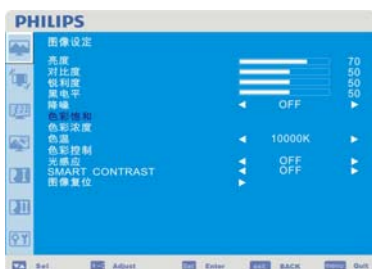 PHILIPS
图像设定
亮度 70
对比度 50
锐利度 50
黑电平 50
降噪 OFF
色彩饱和
色彩浓度
色温 10000K
色彩控制
光感应 OFF
SMART CONTRAST OFF
图像复位
Sel Adjust Enter BACK Quit